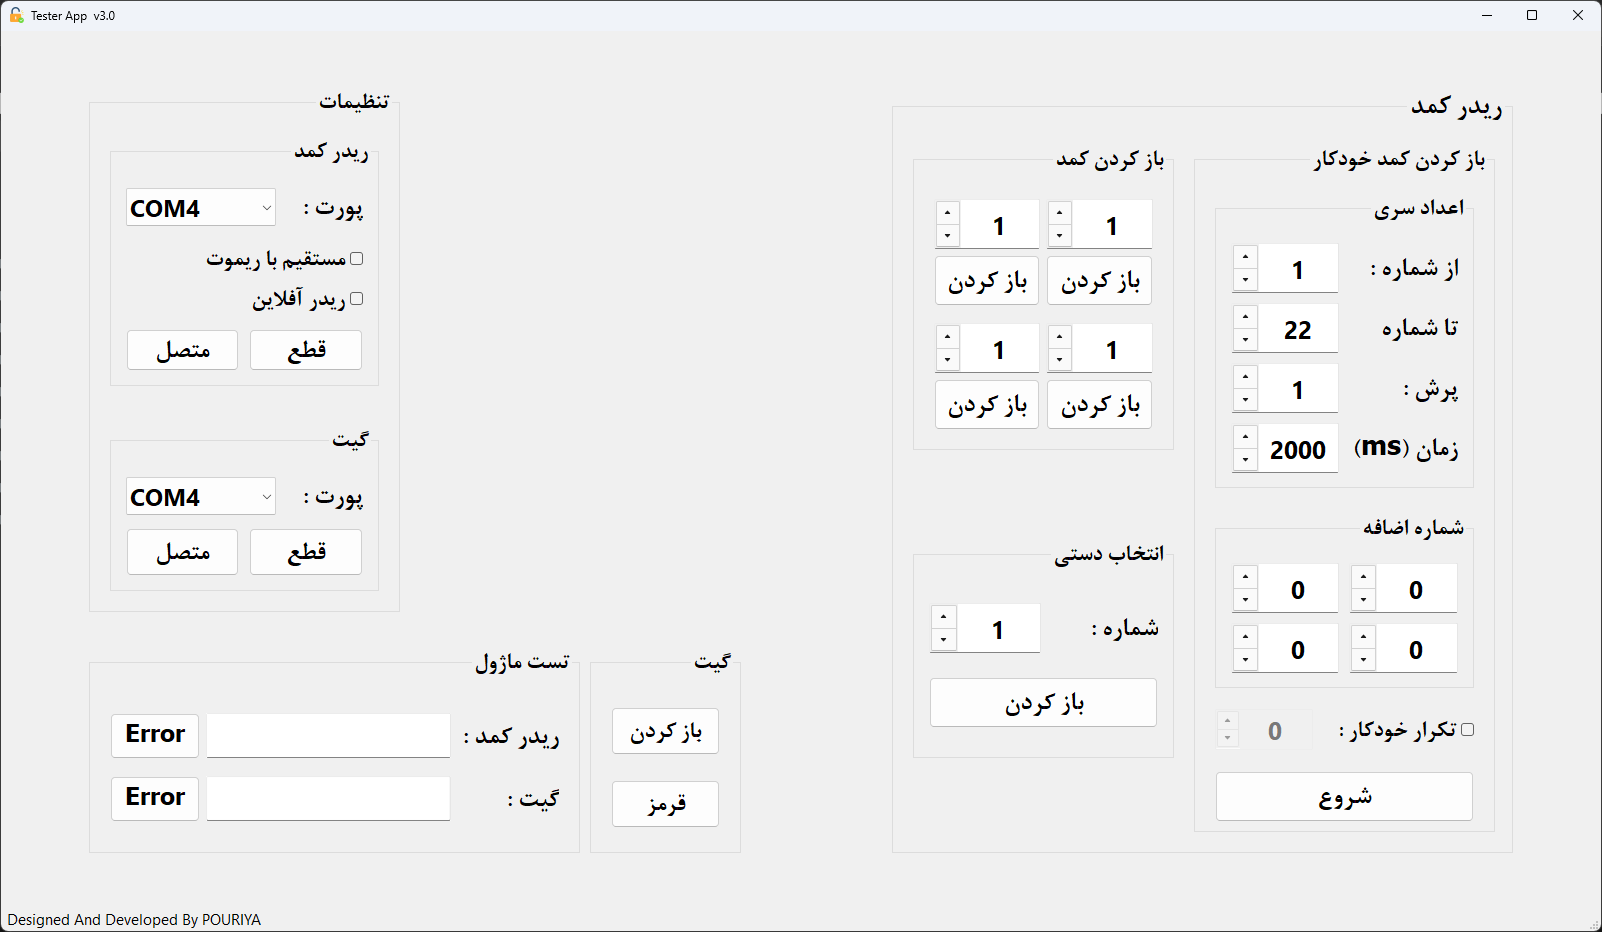 Tester App v3.0
ریدر کمد
باز کردن کمد خودکار
اعداد سری
از شماره : 1
تا شماره 22
پرش : 1
زمان (ms) 2000
شماره اضافه
0 0
0 0
تکرار خودکار : 0
شروع
باز کردن کمد
1 1
باز کردن باز کردن
1 1
باز کردن باز کردن
انتخاب دستی
شماره : 1
باز کردن
تنظیمات
ریدر کمد
پورت : COM4
مستقیم با ریموت
ریدر آفلاین
قطع متصل
گیت
پورت : COM4
قطع متصل
گیت
باز کردن
قرمز
تست ماژول
ریدر کمد : Error
گیت : Error
Designed And Developed By POURIYA